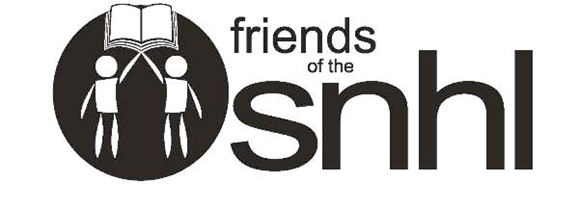 friends
of the
snhl